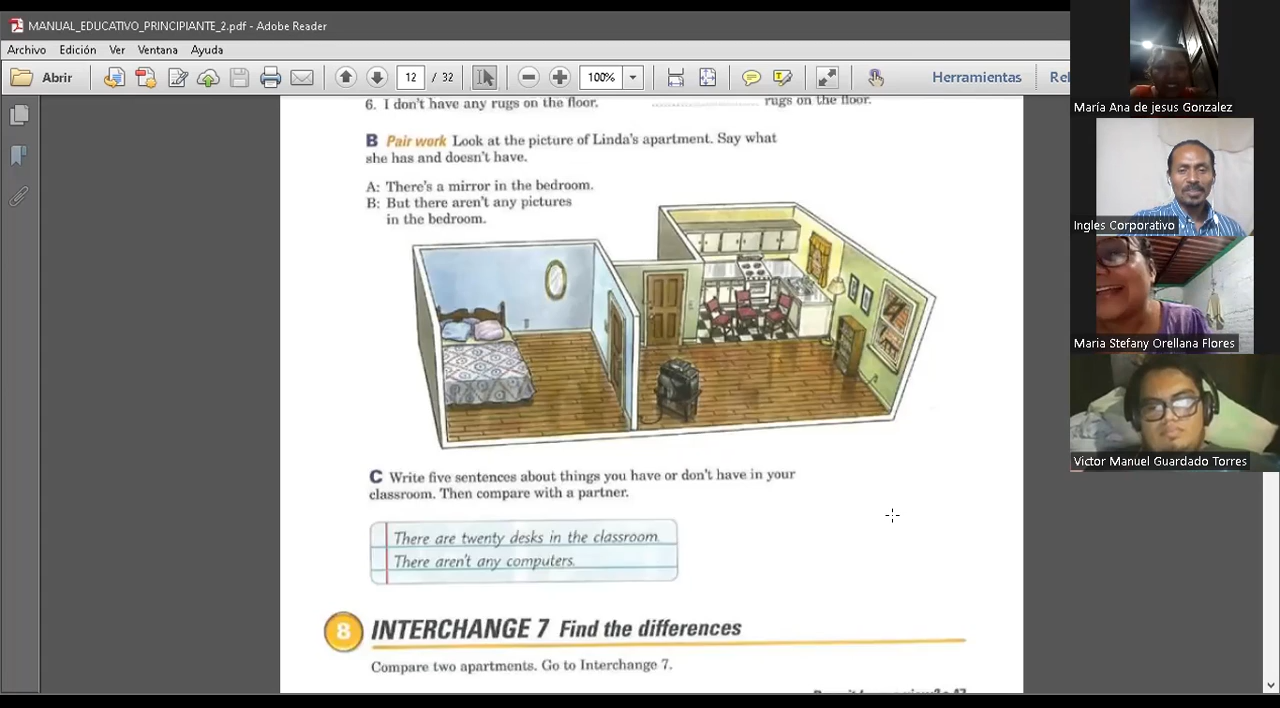 MANUAL_EDUCATIVO_PRINCIPIANTE_2.pdf - Adobe Reader
Archivo Edición Ver Ventana Ayuda
Abrir 12 / 32 100% Herramientas
6. I don't have any rugs on the floor. rugs on the floor.
B Pair work Look at the picture of Linda's apartment. Say what
she has and doesn't have.
A: There's a mirror in the bedroom.
B: But there aren't any pictures
in the bedroom.
C Write five sentences about things you have or don't have in your
classroom. Then compare with a partner.
There are twenty desks in the classroom.
There aren't any computers.
8 INTERCHANGE 7 Find the differences
Compare two apartments. Go to Interchange 7.
María Ana de jesus Gonzalez
Ingles Corporativo
Maria Stefany Orellana Flores
Victor Manuel Guardado Torres